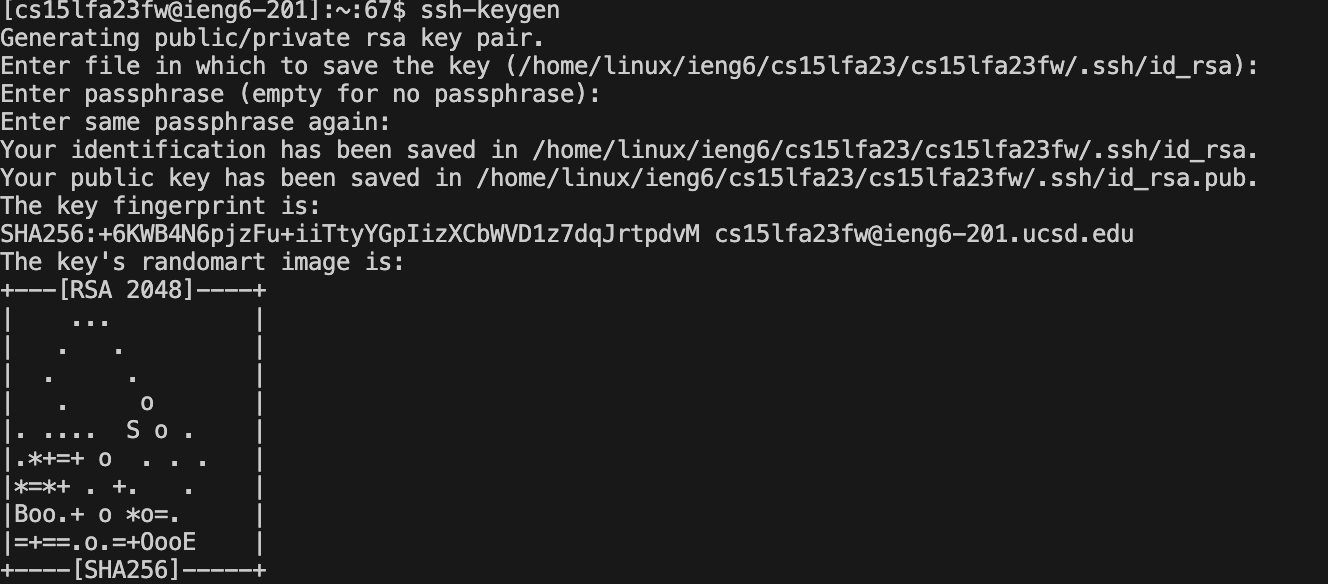 [cs15lfa23fw@ieng6-201]:~:67$ ssh-keygen
Generating public/private rsa key pair.
Enter file in which to save the key (/home/linux/ieng6/cs15lfa23/cs15lfa23fw/.ssh/id_rsa):
Enter passphrase (empty for no passphrase):
Enter same passphrase again:
Your identification has been saved in /home/linux/ieng6/cs15lfa23/cs15lfa23fw/.ssh/id_rsa.
Your public key has been saved in /home/linux/ieng6/cs15lfa23/cs15lfa23fw/.ssh/id_rsa.pub.
The key fingerprint is:
SHA256:+6KWB4N6pjzFu+iiTtyYGpIizXCbWVD1z7dqJrtpdvM cs15lfa23fw@ieng6-201.ucsd.edu
The key's randomart image is:
+---[RSA 2048]----+
|    ...          |
|   .   .         |
|  .     .        |
|   .     o       |
|. ....  S o .    |
|.*+=+ o  . . .   |
|*=*+ . +.   .    |
|Boo.+ o *o=.     |
|=+==.o.=+OooE    |
+----[SHA256]-----+